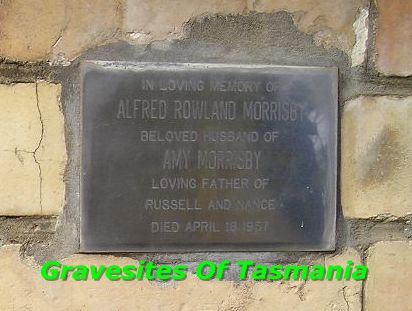 IN LOVING MEMORY OF
ALFRED ROWLAND MORRISBY
BELOVED HUSBAND OF
AMY MORRISBY
LOVING FATHER OF
RUSSELL AND NANCE
DIED APRIL 18 1957
Gravesites Of Tasmania